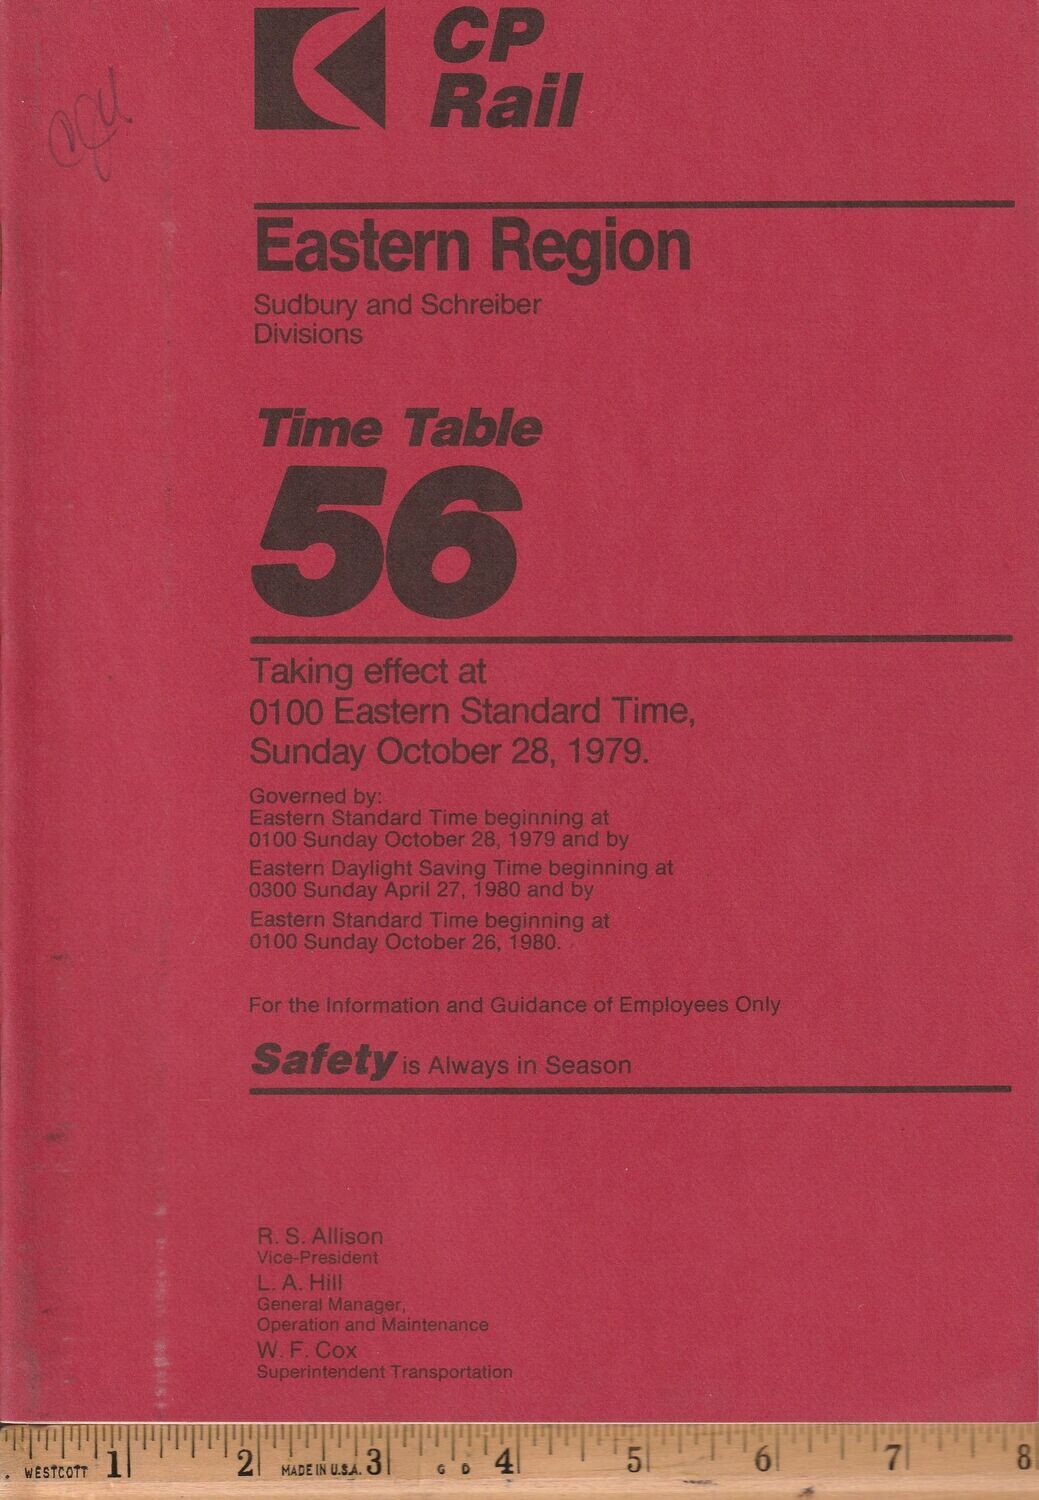 CP
Rail
Eastern Region
Sudbury and Schreiber
Divisions
Time Table
56
Taking effect at
0100 Eastern Standard Time,
Sunday October 28, 1979.
Governed by:
Eastern Standard Time beginning at
0100 Sunday October 28, 1979 and by
Eastern Daylight Saving Time beginning at
0300 Sunday April 27, 1980 and by
Eastern Standard Time beginning at
0100 Sunday October 26, 1980.
For the Information and Guidance of Employees Only
Safety is Always in Season
R. S. Allison
Vice-President
L. A. Hill
General Manager,
Operation and Maintenance
W. F. Cox
Superintendent Transportation
1 2 3 4 5 6 7 8
WESTCOTT MADE IN U.S.A. G D